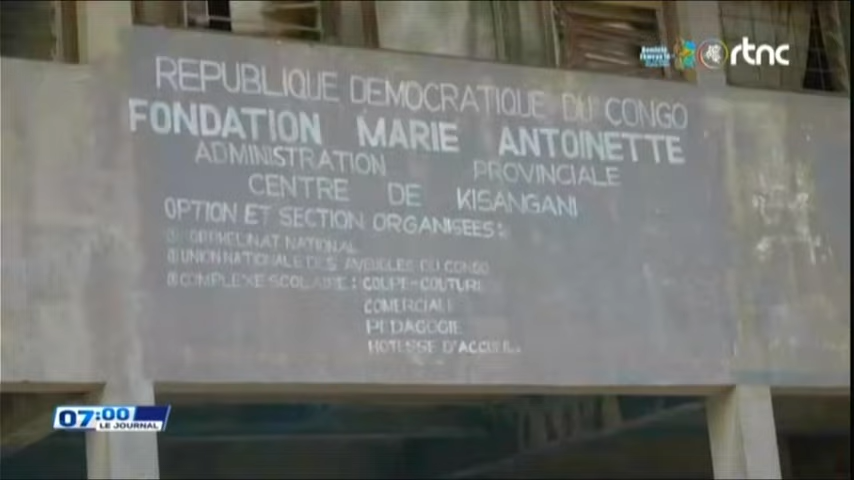 rtnc
REPUBLIQUE DEMOCRATIQUE DU CONGO
FONDATION MARIE ANTOINETTE
ADMINISTRATION PROVINCIALE
CENTRE DE KISANGANI
OPTION ET SECTION ORGANISEES:
ORPHELINAT NATIONAL
UNION NATIONALE DES AVEUGLES DU CONGO
COMPLEXE SCOLAIRE: COUPE-COUTURE
COMERCIALE
PEDAGOGIE
HOTESSE D'ACCUEIL
07:00
LE JOURNAL